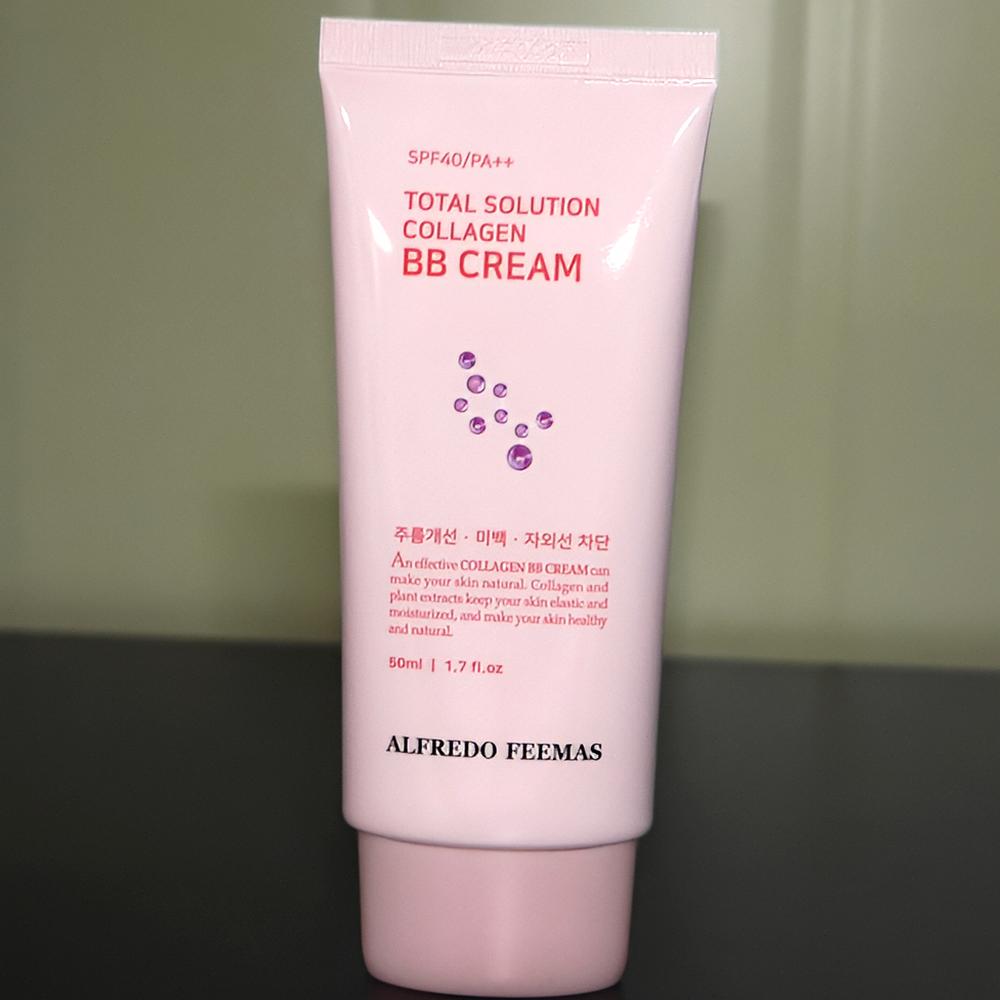 SPF40/PA++
TOTAL SOLUTION
COLLAGEN
BB CREAM
주름개선 · 미백 · 자외선 차단
An effective COLLAGEN BB CREAM can
make your skin natural. Collagen and
plant extracts keep your skin elastic and
moisturized, and make your skin healthy
and natural.
50ml | 1.7 fl.oz
ALFREDO FEEMAS